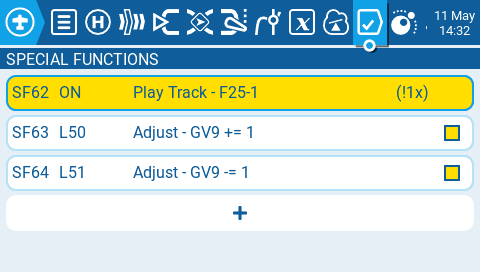 11 May
14:32
SPECIAL FUNCTIONS
SF62 ON Play Track - F25-1 (!1x)
SF63 L50 Adjust - GV9 += 1
SF64 L51 Adjust - GV9 -= 1
+